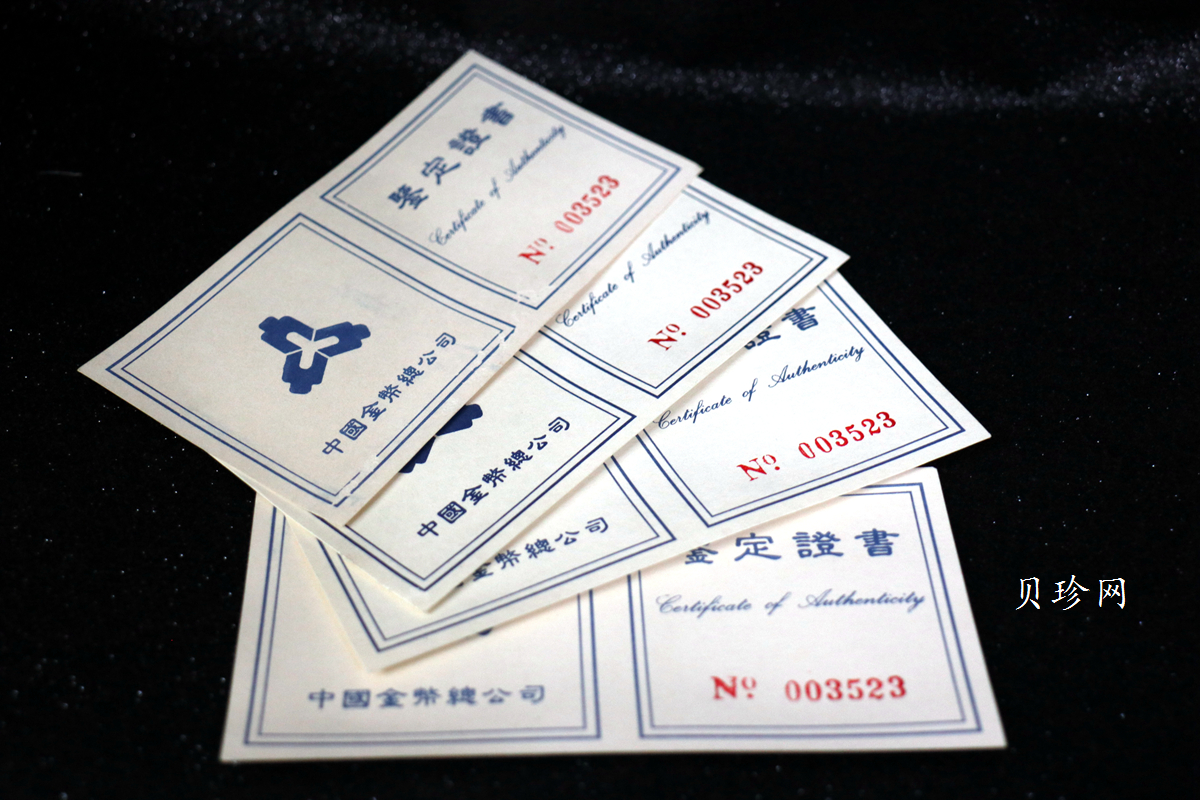 鑒定證書
Certificate of Authenticity
Nº 003523
中國金幣總公司
Certificate of Authenticity
Nº 003523
中國金幣總公司
證書
Certificate of Authenticity
Nº 003523
金幣總公司
鑒定證書
Certificate of Authenticity
Nº 003523
中國金幣總公司
贝珍网